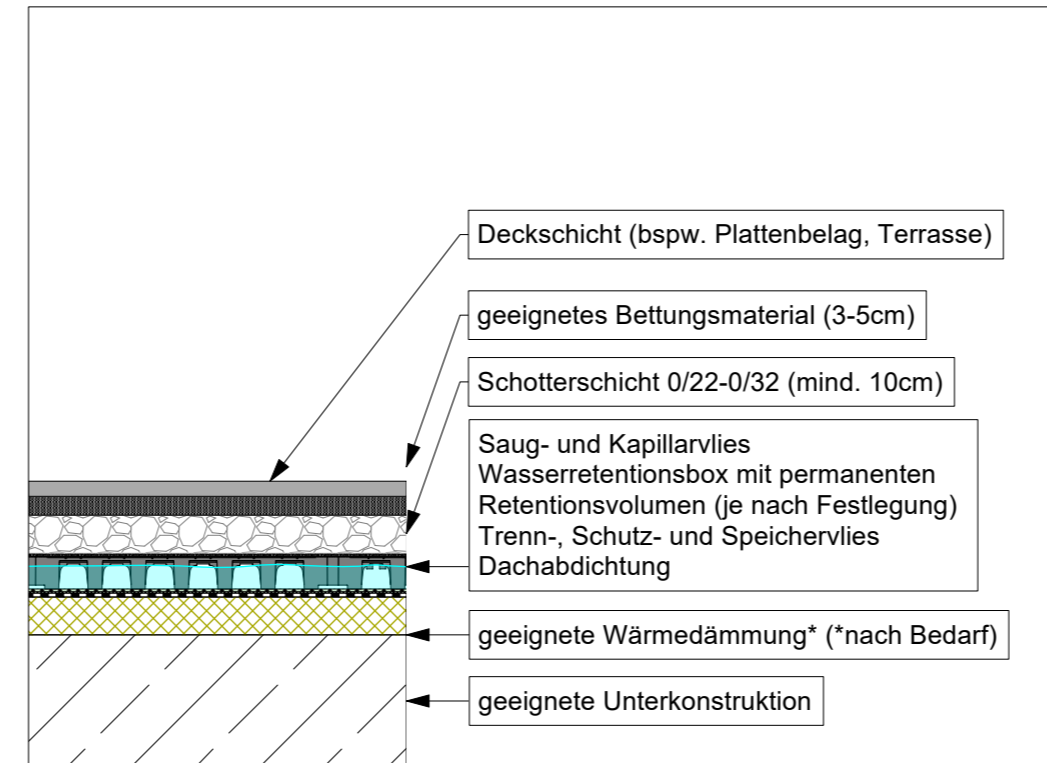 Deckschicht (bspw. Plattenbelag, Terrasse)
geeignetes Bettungsmaterial (3-5cm)
Schotterschicht 0/22-0/32 (mind. 10cm)
Saug- und Kapillarvlies
Wasserretentionsbox mit permanenten
Retentionsvolumen (je nach Festlegung)
Trenn-, Schutz- und Speichervlies
Dachabdichtung
geeignete Wärmedämmung* (*nach Bedarf)
geeignete Unterkonstruktion